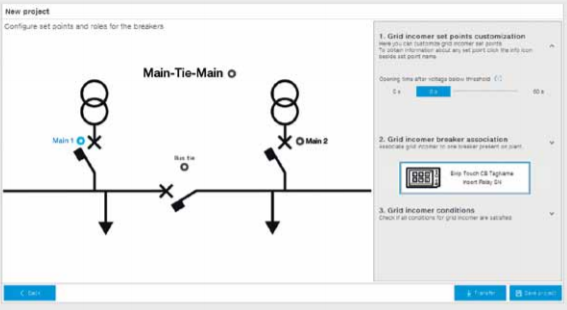 New project
Configure set points and roles for the breakers
Main-Tie-Main
Main 1
Main 2
Bus tie
1. Grid incomer set points customization
Here you can customize grid incomer set points
To obtain information about any set point click the info icon
beside set point name
Opening time after voltage below threshold
0 s
60 s
2. Grid incomer breaker association
Associate grid incomer to one breaker present on plant.
Ekip Touch CB Tagname
Insert Relay SN
3. Grid incomer conditions
Check if all conditions for grid incomer are satisfied
Back
Transfer
Save project